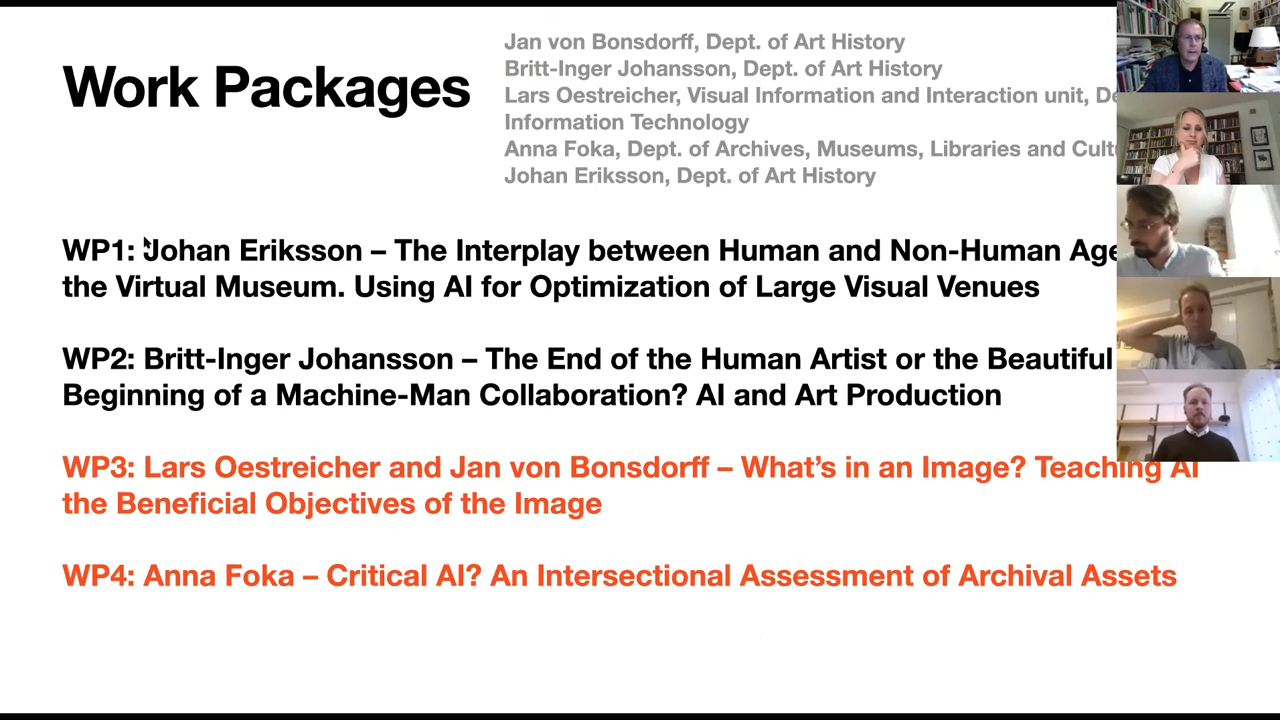 Work Packages
Jan von Bonsdorff, Dept. of Art History
Britt-Inger Johansson, Dept. of Art History
Lars Oestreicher, Visual Information and Interaction unit,
Information Technology
Anna Foka, Dept. of Archives, Museums, Libraries and
Johan Eriksson, Dept. of Art History
WP1: Johan Eriksson – The Interplay between Human and Non-Human
the Virtual Museum. Using AI for Optimization of Large Visual Venues
WP2: Britt-Inger Johansson – The End of the Human Artist or the Beautiful
Beginning of a Machine-Man Collaboration? AI and Art Production
WP3: Lars Oestreicher and Jan von Bonsdorff – What’s in an Image? Teaching AI
the Beneficial Objectives of the Image
WP4: Anna Foka – Critical AI? An Intersectional Assessment of Archival Assets